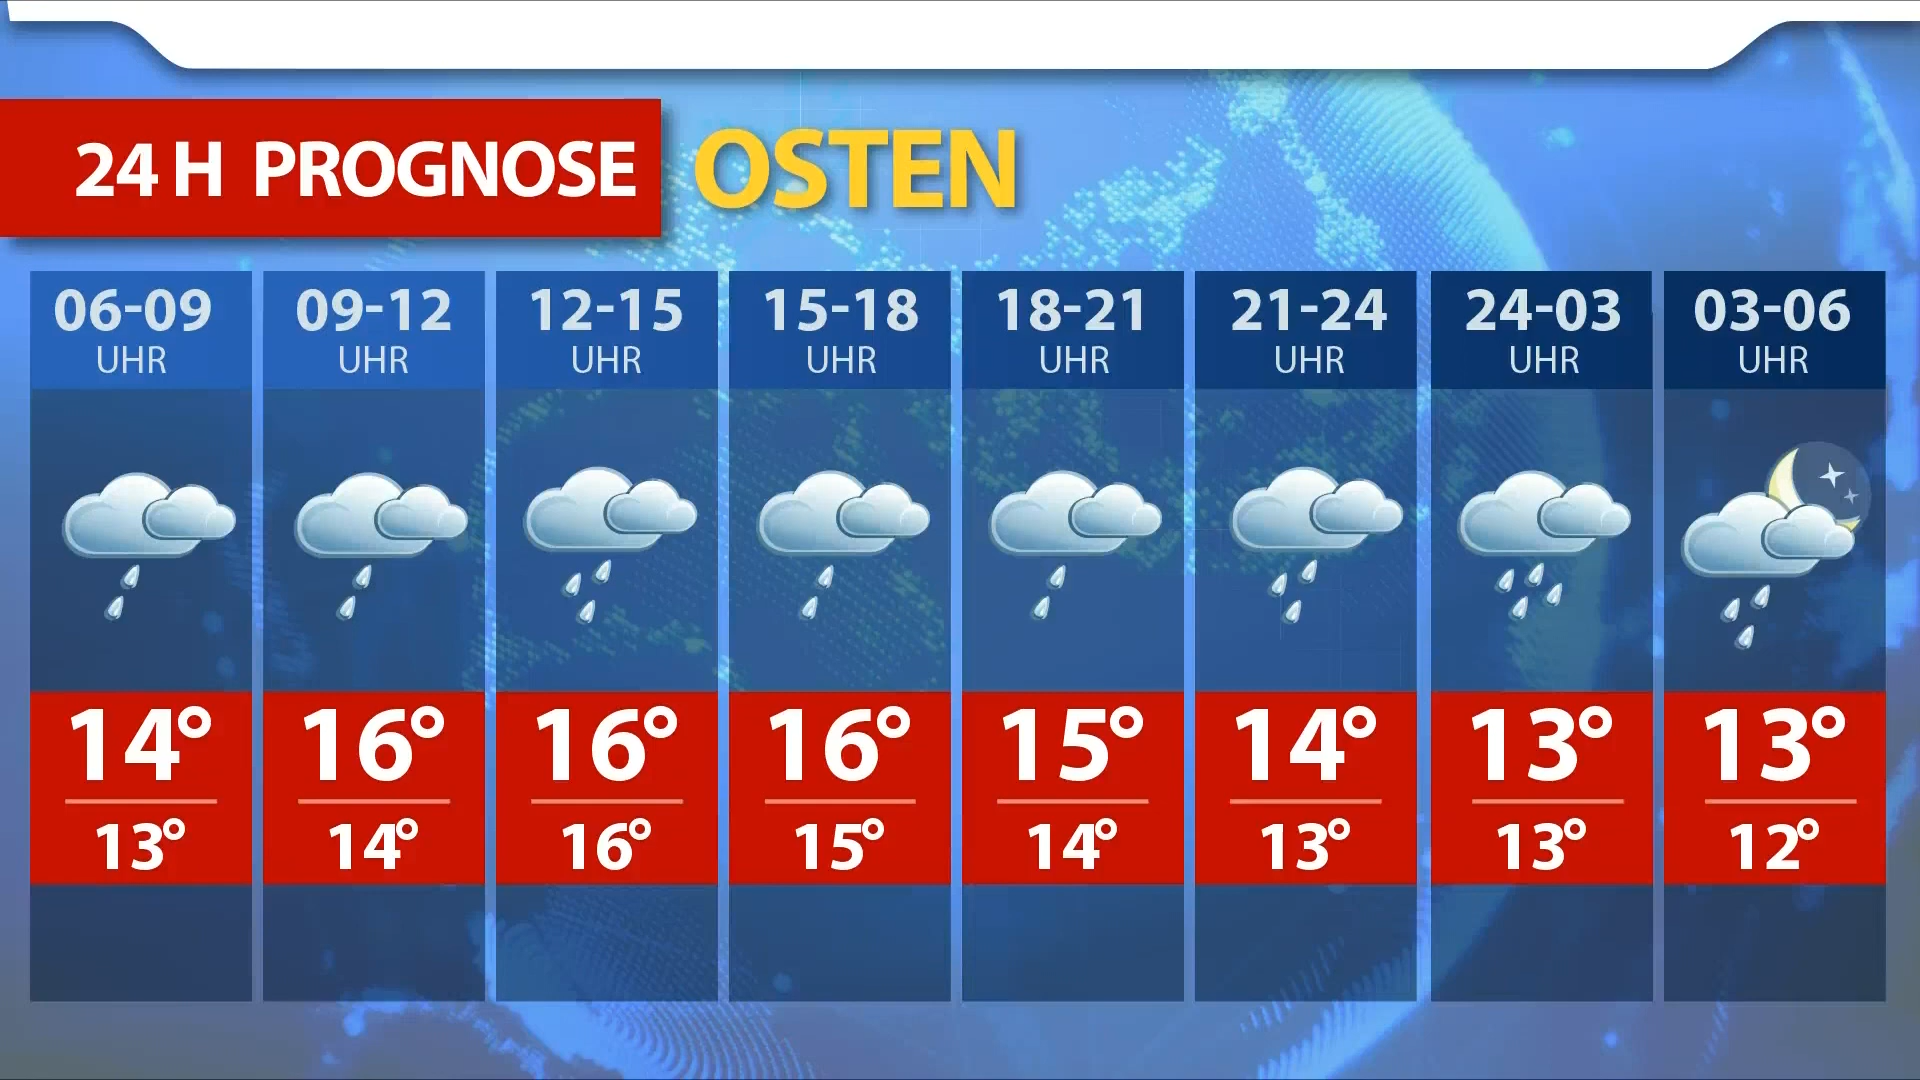 24 H PROGNOSE OSTEN
06-09 09-12 12-15 15-18 18-21 21-24 24-03 03-06
UHR UHR UHR UHR UHR UHR UHR UHR
14° 16° 16° 16° 15° 14° 13° 13°
13° 14° 16° 15° 14° 13° 13° 12°